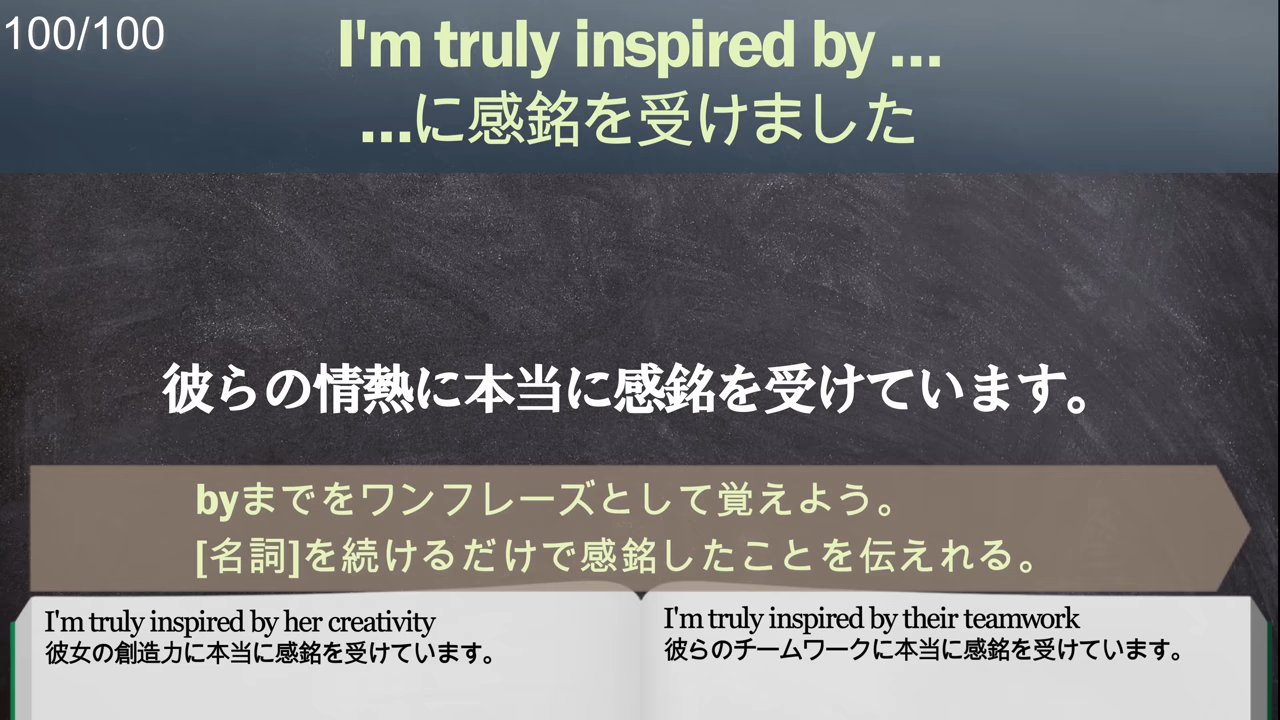 100/100
I'm truly inspired by ...
...に感銘を受けました
彼らの情熱に本当に感銘を受けています。
byまでをワンフレーズとして覚えよう。
[名詞]を続けるだけで感銘したことを伝えれる。
I'm truly inspired by her creativity
彼女の創造力に本当に感銘を受けています。
I'm truly inspired by their teamwork
彼らのチームワークに本当に感銘を受けています。